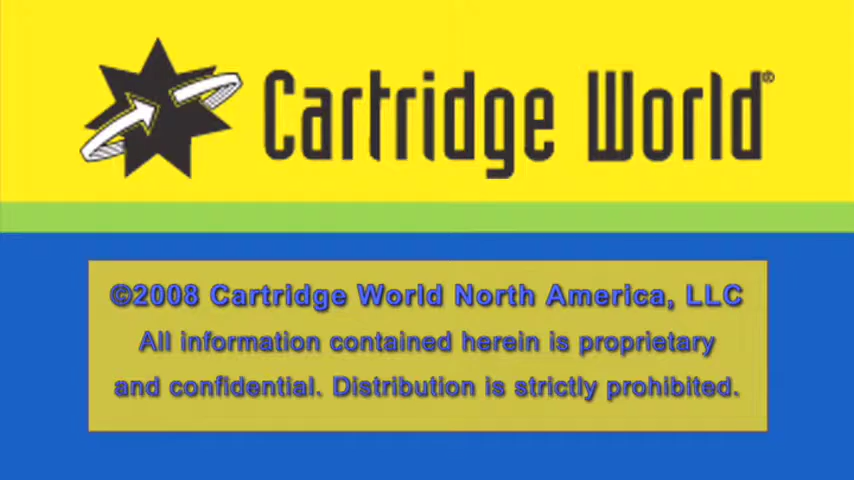 Cartridge World®
©2008 Cartridge World North America, LLC
All information contained herein is proprietary
and confidential. Distribution is strictly prohibited.